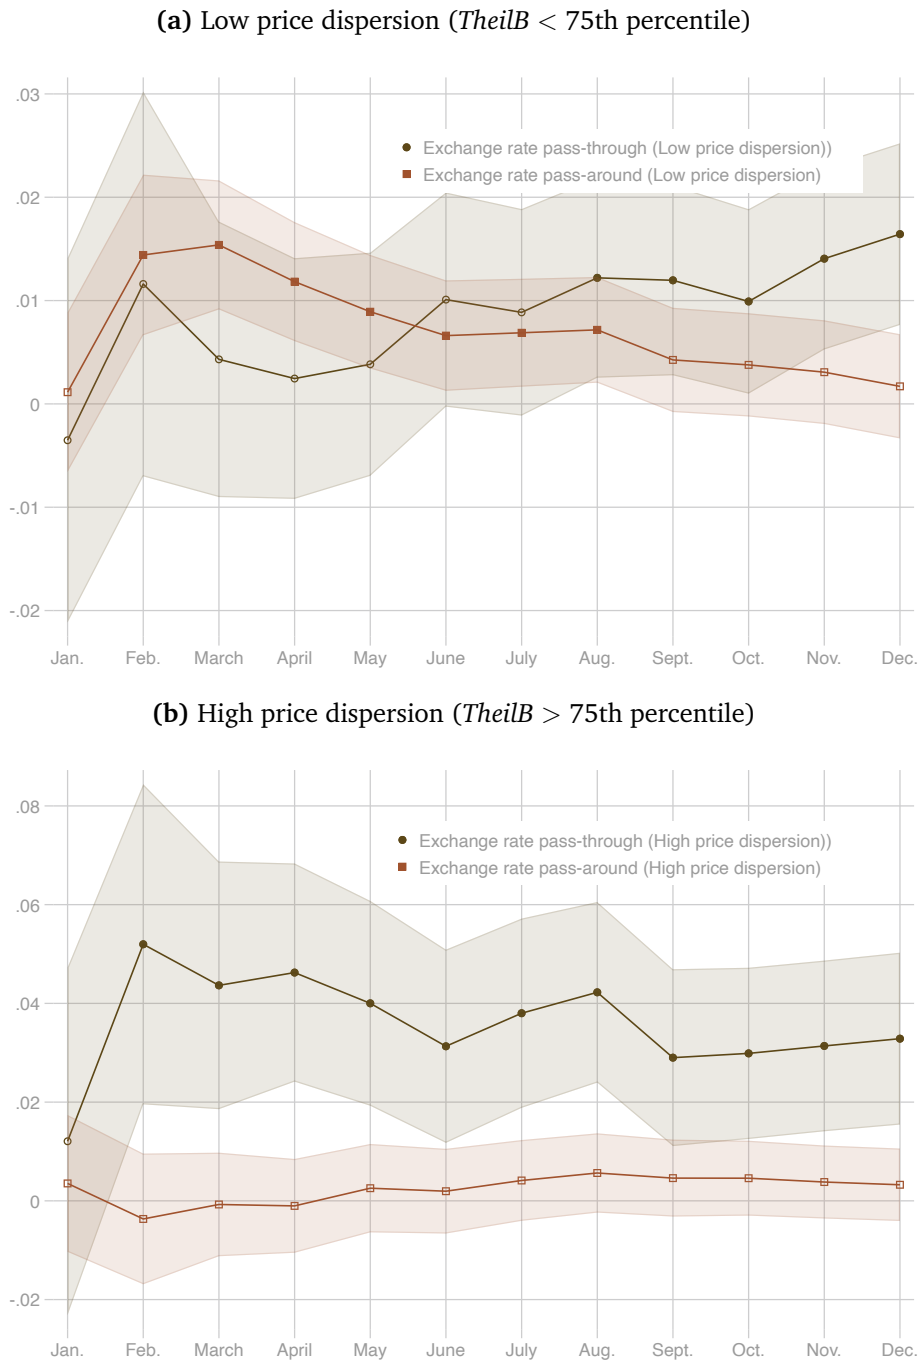 (a) Low price dispersion (TheilB < 75th percentile)
.03
Exchange rate pass-through (Low price dispersion))
Exchange rate pass-around (Low price dispersion)
.02
.01
0
-.01
-.02
Jan. Feb. March April May June July Aug. Sept. Oct. Nov. Dec.
(b) High price dispersion (TheilB > 75th percentile)
.08
Exchange rate pass-through (High price dispersion))
Exchange rate pass-around (High price dispersion)
.06
.04
.02
0
-.02
Jan. Feb. March April May June July Aug. Sept. Oct. Nov. Dec.